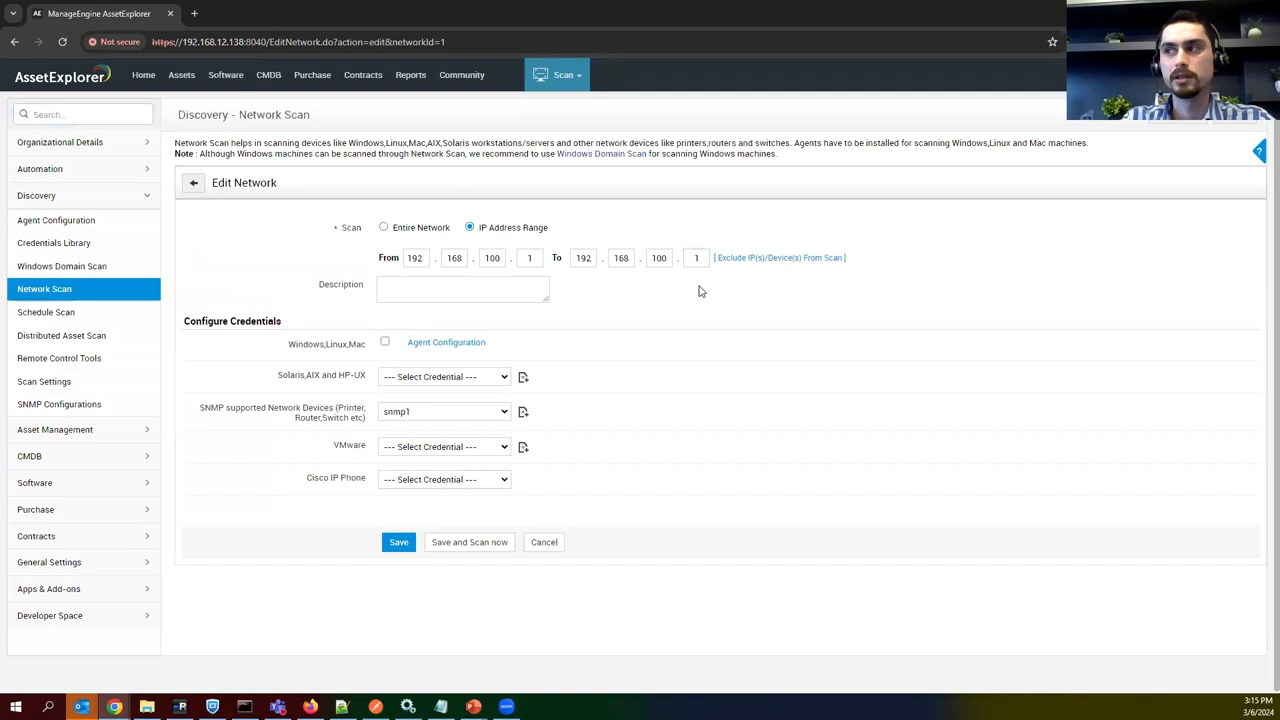 AE ManageEngine AssetExplorer
Not secure https://192.168.12.138:8040/EditNetwork.do?action=edit&networkId=1
AssetExplorer Home Assets Software CMDB Purchase Contracts Reports Community Scan
Search...
Organizational Details
Automation
Discovery
Agent Configuration
Credentials Library
Windows Domain Scan
Network Scan
Schedule Scan
Distributed Asset Scan
Remote Control Tools
Scan Settings
SNMP Configurations
Asset Management
CMDB
Software
Purchase
Contracts
General Settings
Apps & Add-ons
Developer Space
Discovery - Network Scan
Network Scan helps in scanning devices like Windows,Linux,Mac,AIX,Solaris workstations/servers and other network devices like printers,routers and switches. Agents have to be installed for scanning Windows,Linux and Mac machines.
Note : Although Windows machines can be scanned through Network Scan, we recommend to use Windows Domain Scan for scanning Windows machines.
?
Edit Network
* Scan Entire Network IP Address Range
From 192 . 168 . 100 . 1 To 192 . 168 . 100 . 1 [ Exclude IP(s)/Device(s) From Scan ]
Description
Configure Credentials
Windows,Linux,Mac Agent Configuration
Solaris,AIX and HP-UX --- Select Credential ---
SNMP supported Network Devices (Printer,
Router,Switch etc) snmp1
VMware --- Select Credential ---
Cisco IP Phone --- Select Credential ---
Save Save and Scan now Cancel
3:15 PM
3/6/2024